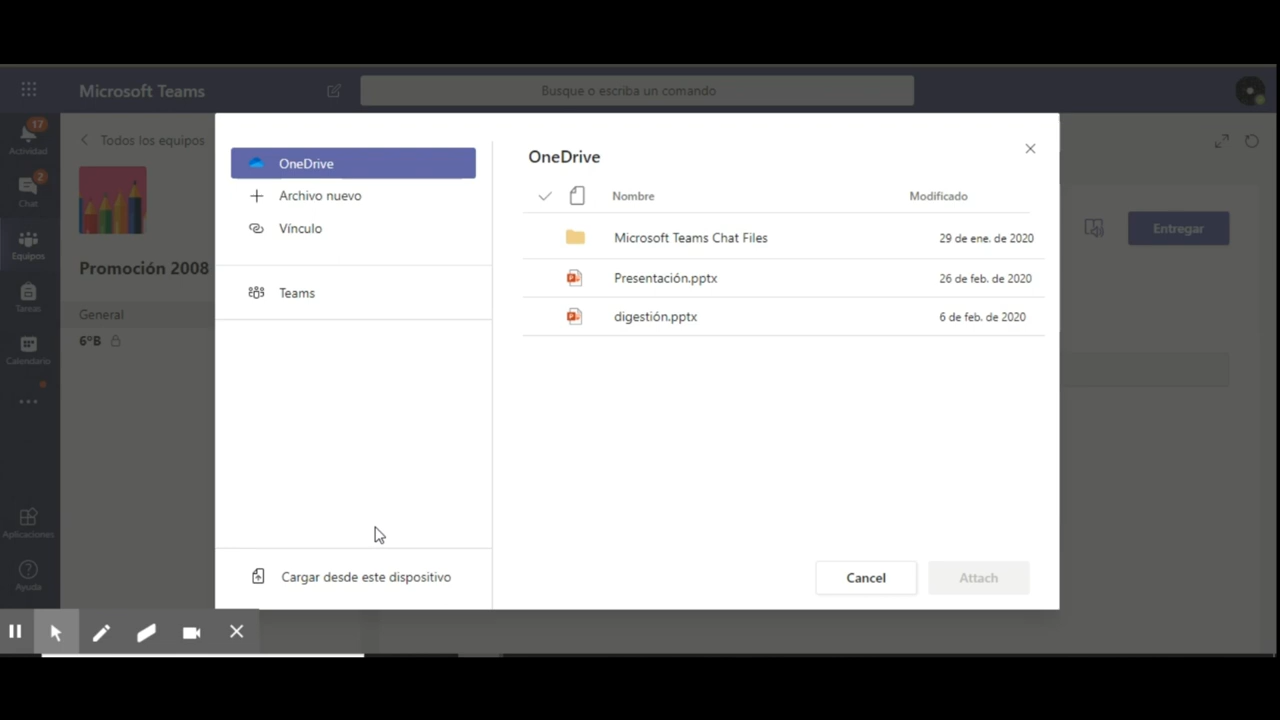 Microsoft Teams
Busque o escriba un comando
17
Actividad
2
Chat
Equipos
Tareas
Calendario
Aplicaciones
Ayuda
Todos los equipos
Promoción 2008
General
6ºB
Entregar
OneDrive
Archivo nuevo
Vínculo
Teams
Cargar desde este dispositivo
OneDrive
Nombre Modificado
Microsoft Teams Chat Files 29 de ene. de 2020
Presentación.pptx 26 de feb. de 2020
digestión.pptx 6 de feb. de 2020
Cancel Attach